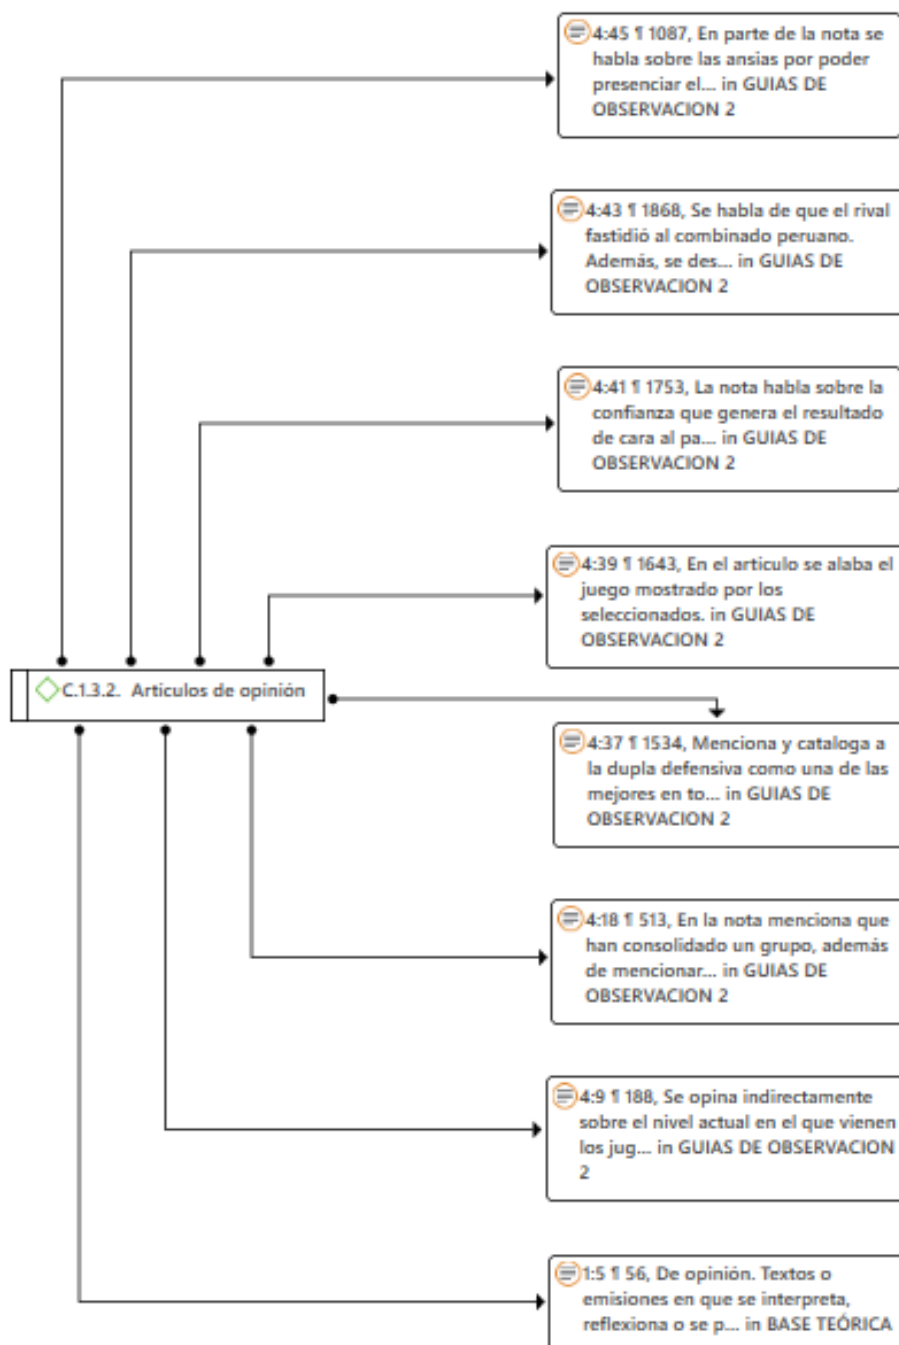 4:45 ¶ 1087, En parte de la nota se
habla sobre las ansias por poder
presenciar el... in GUIAS DE
OBSERVACION 2
4:43 ¶ 1868, Se habla de que el rival
fastidió al combinado peruano.
Además, se des... in GUIAS DE
OBSERVACION 2
4:41 ¶ 1753, La nota habla sobre la
confianza que genera el resultado
de cara al pa... in GUIAS DE
OBSERVACION 2
4:39 ¶ 1643, En el articulo se alaba el
juego mostrado por los
seleccionados. in GUIAS DE
OBSERVACION 2
C.1.3.2. Articulos de opinión
4:37 ¶ 1534, Menciona y cataloga a
la dupla defensiva como una de las
mejores en to... in GUIAS DE
OBSERVACION 2
4:18 ¶ 513, En la nota menciona que
han consolidado un grupo, además
de mencionar... in GUIAS DE
OBSERVACION 2
4:9 ¶ 188, Se opina indirectamente
sobre el nivel actual en el que vienen
los jug... in GUIAS DE OBSERVACION
2
1:5 ¶ 56, De opinión. Textos o
emisiones en que se interpreta,
reflexiona o se p... in BASE TEÓRICA